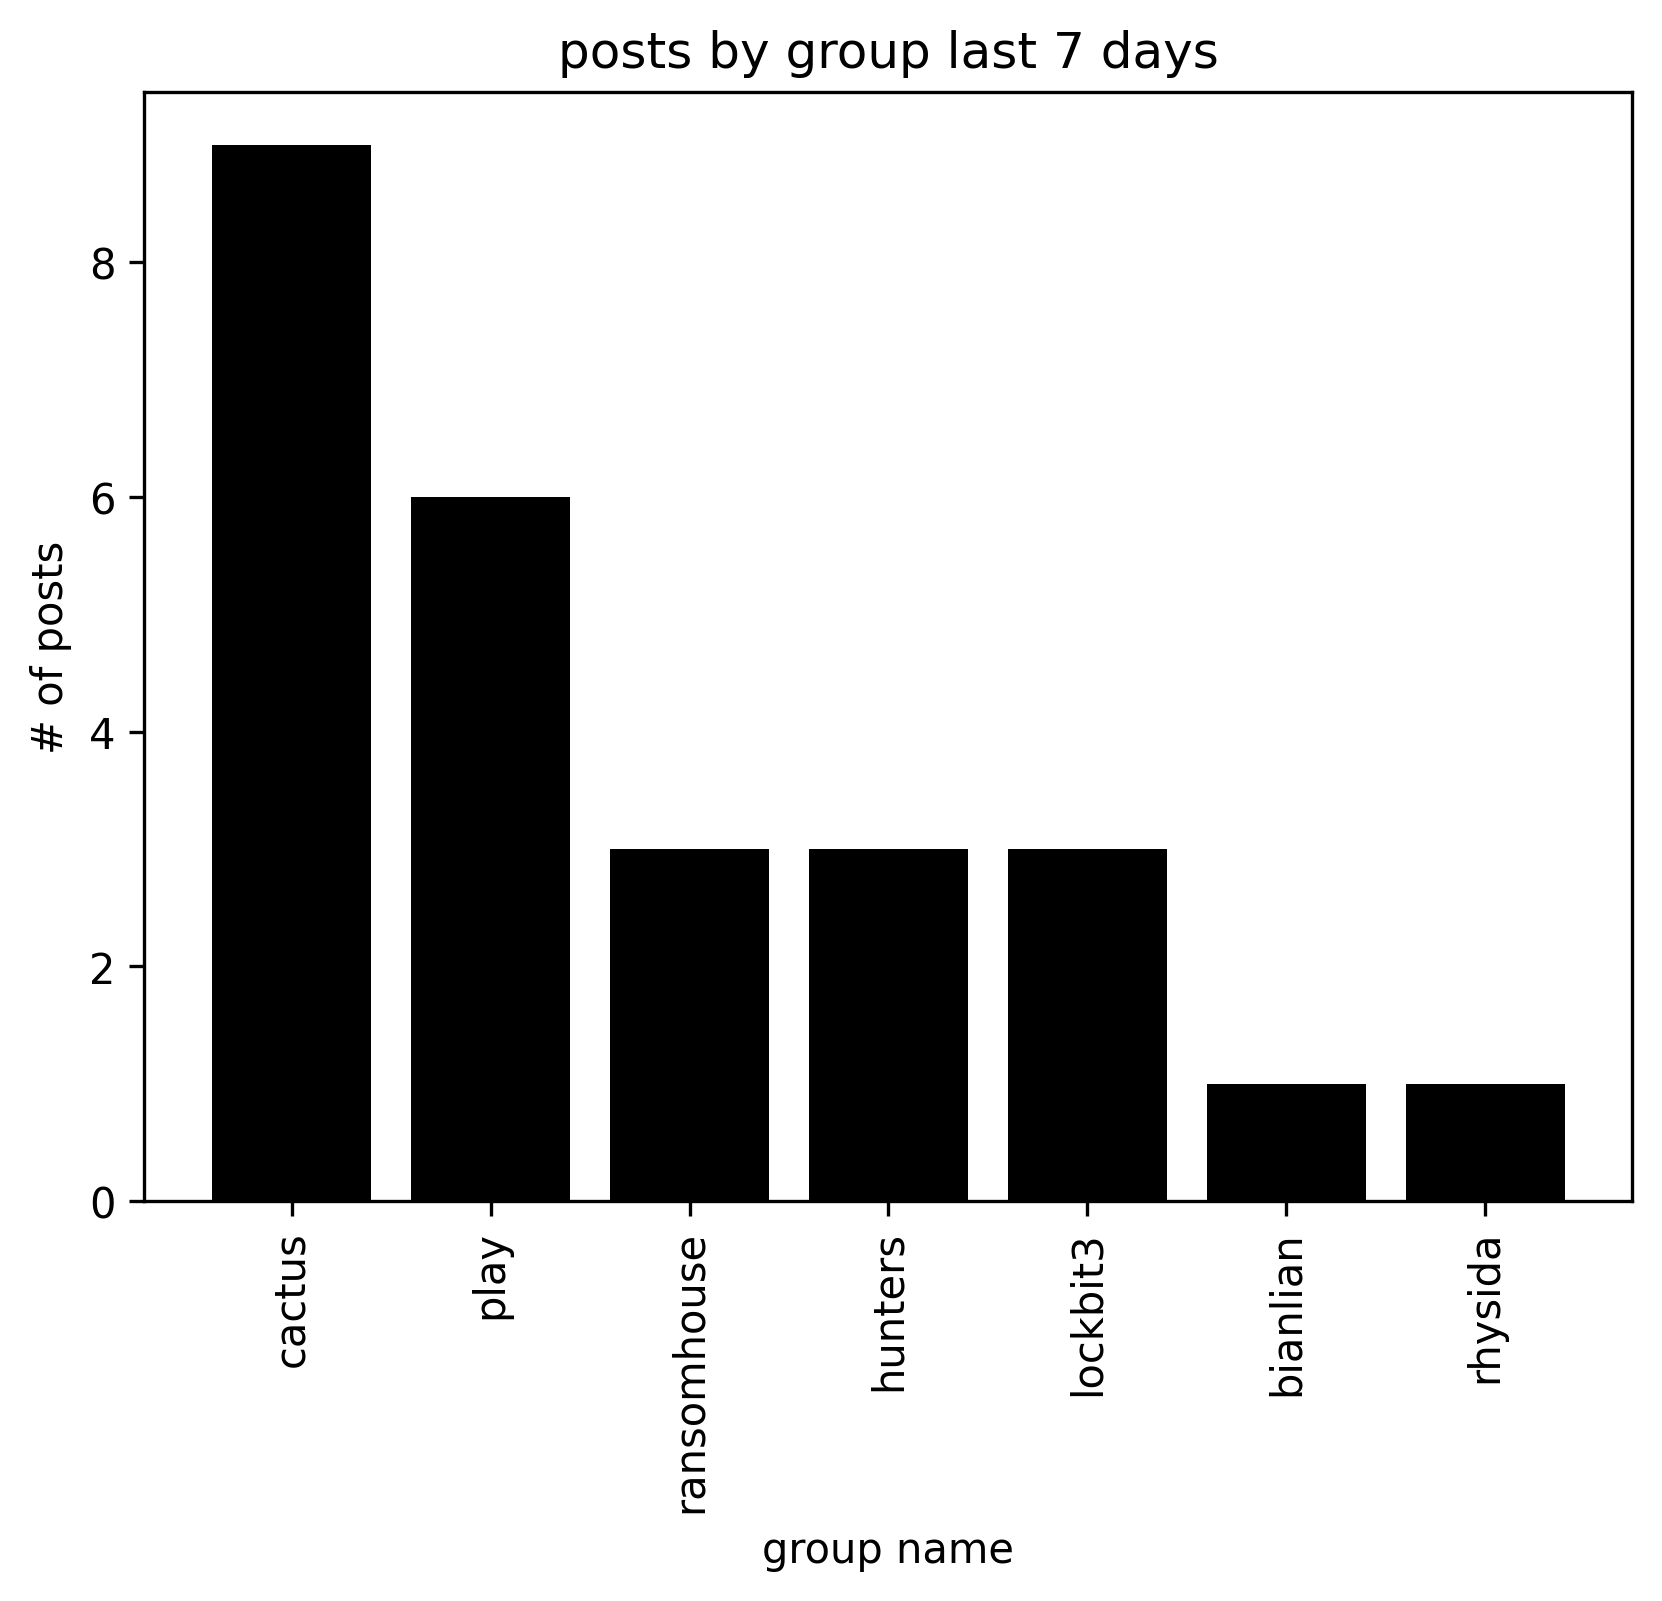 posts by group last 7 days
# of posts
8
6
4
2
0
cactus
play
ransomhouse
hunters
lockbit3
bianlian
rhysida
group name